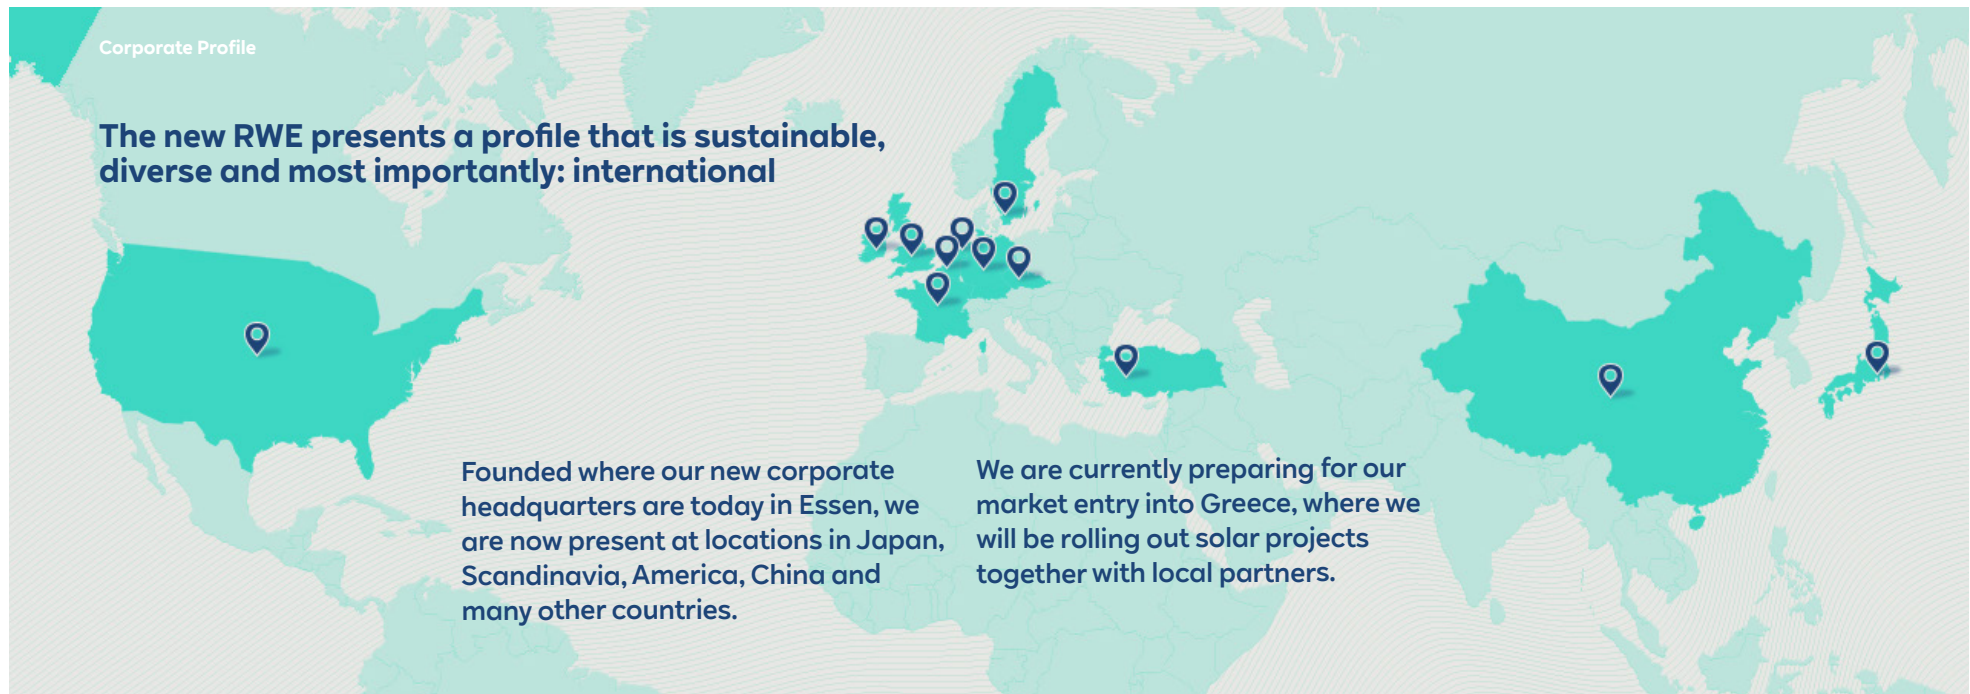 Corporate Profile
The new RWE presents a profile that is sustainable,
diverse and most importantly: international
Founded where our new corporate
headquarters are today in Essen, we
are now present at locations in Japan,
Scandinavia, America, China and
many other countries.
We are currently preparing for our
market entry into Greece, where we
will be rolling out solar projects
together with local partners.